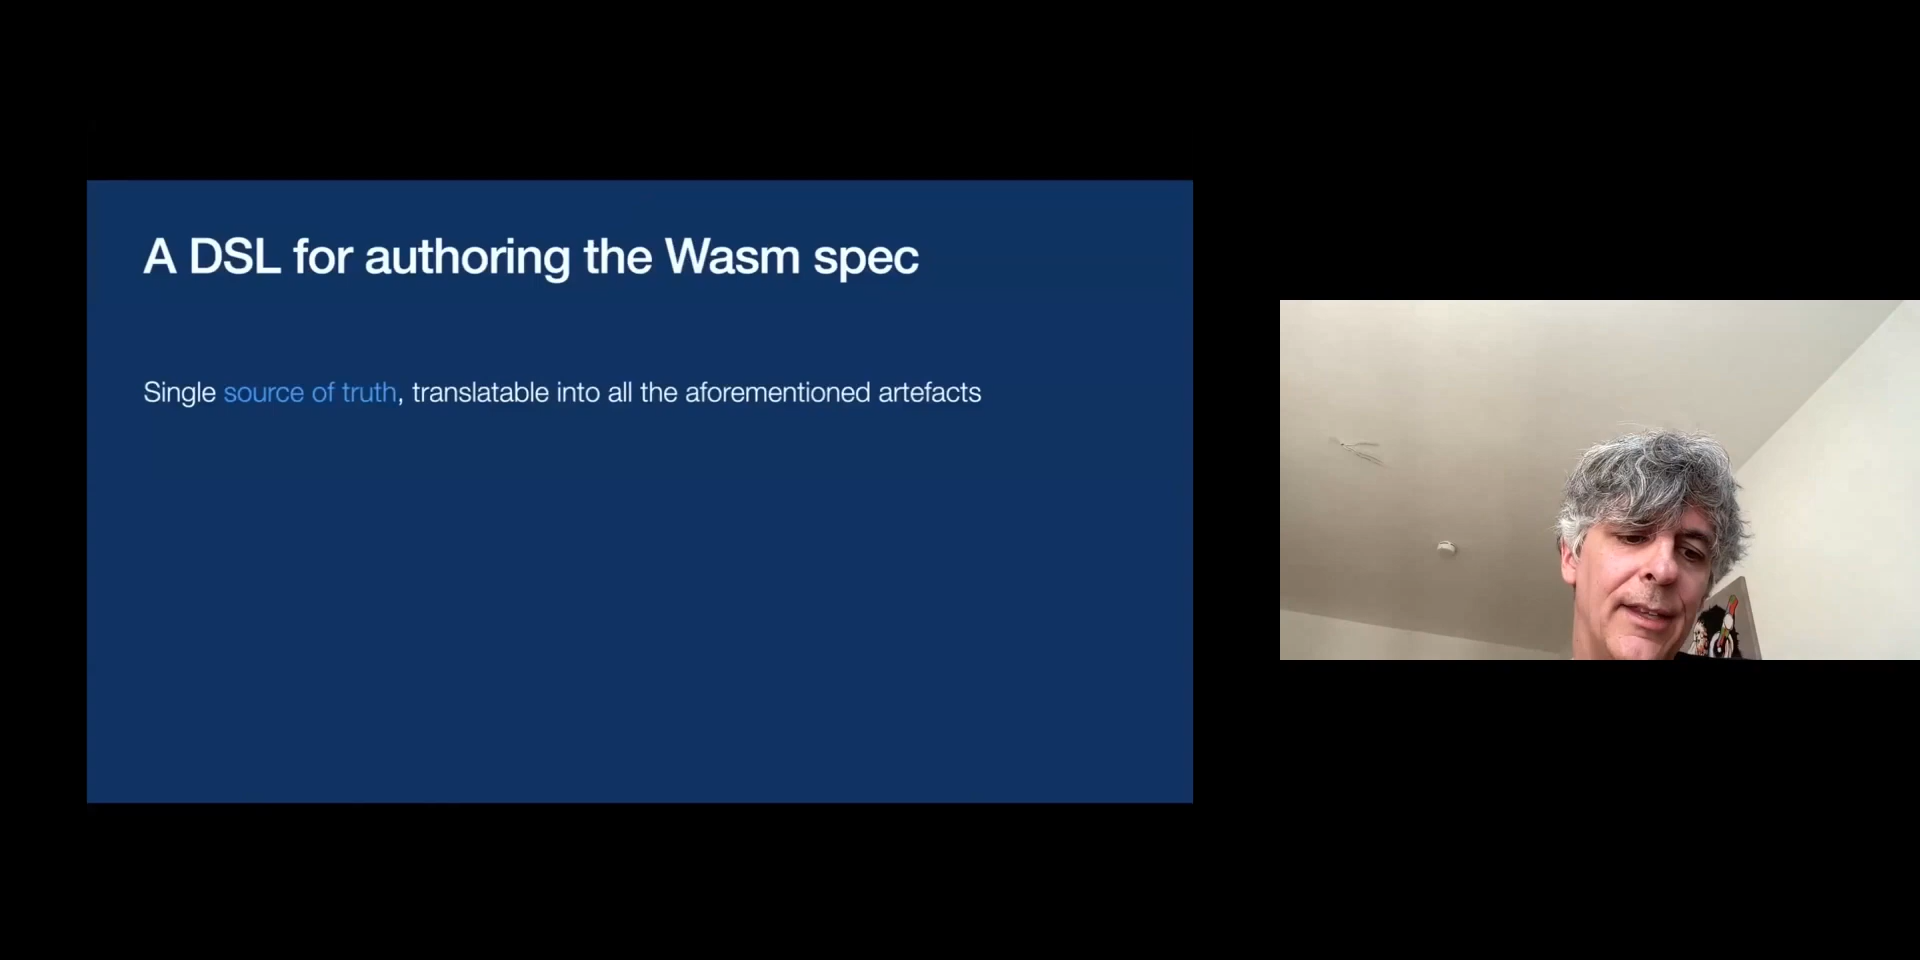 A DSL for authoring the Wasm spec
Single source of truth, translatable into all the aforementioned artefacts